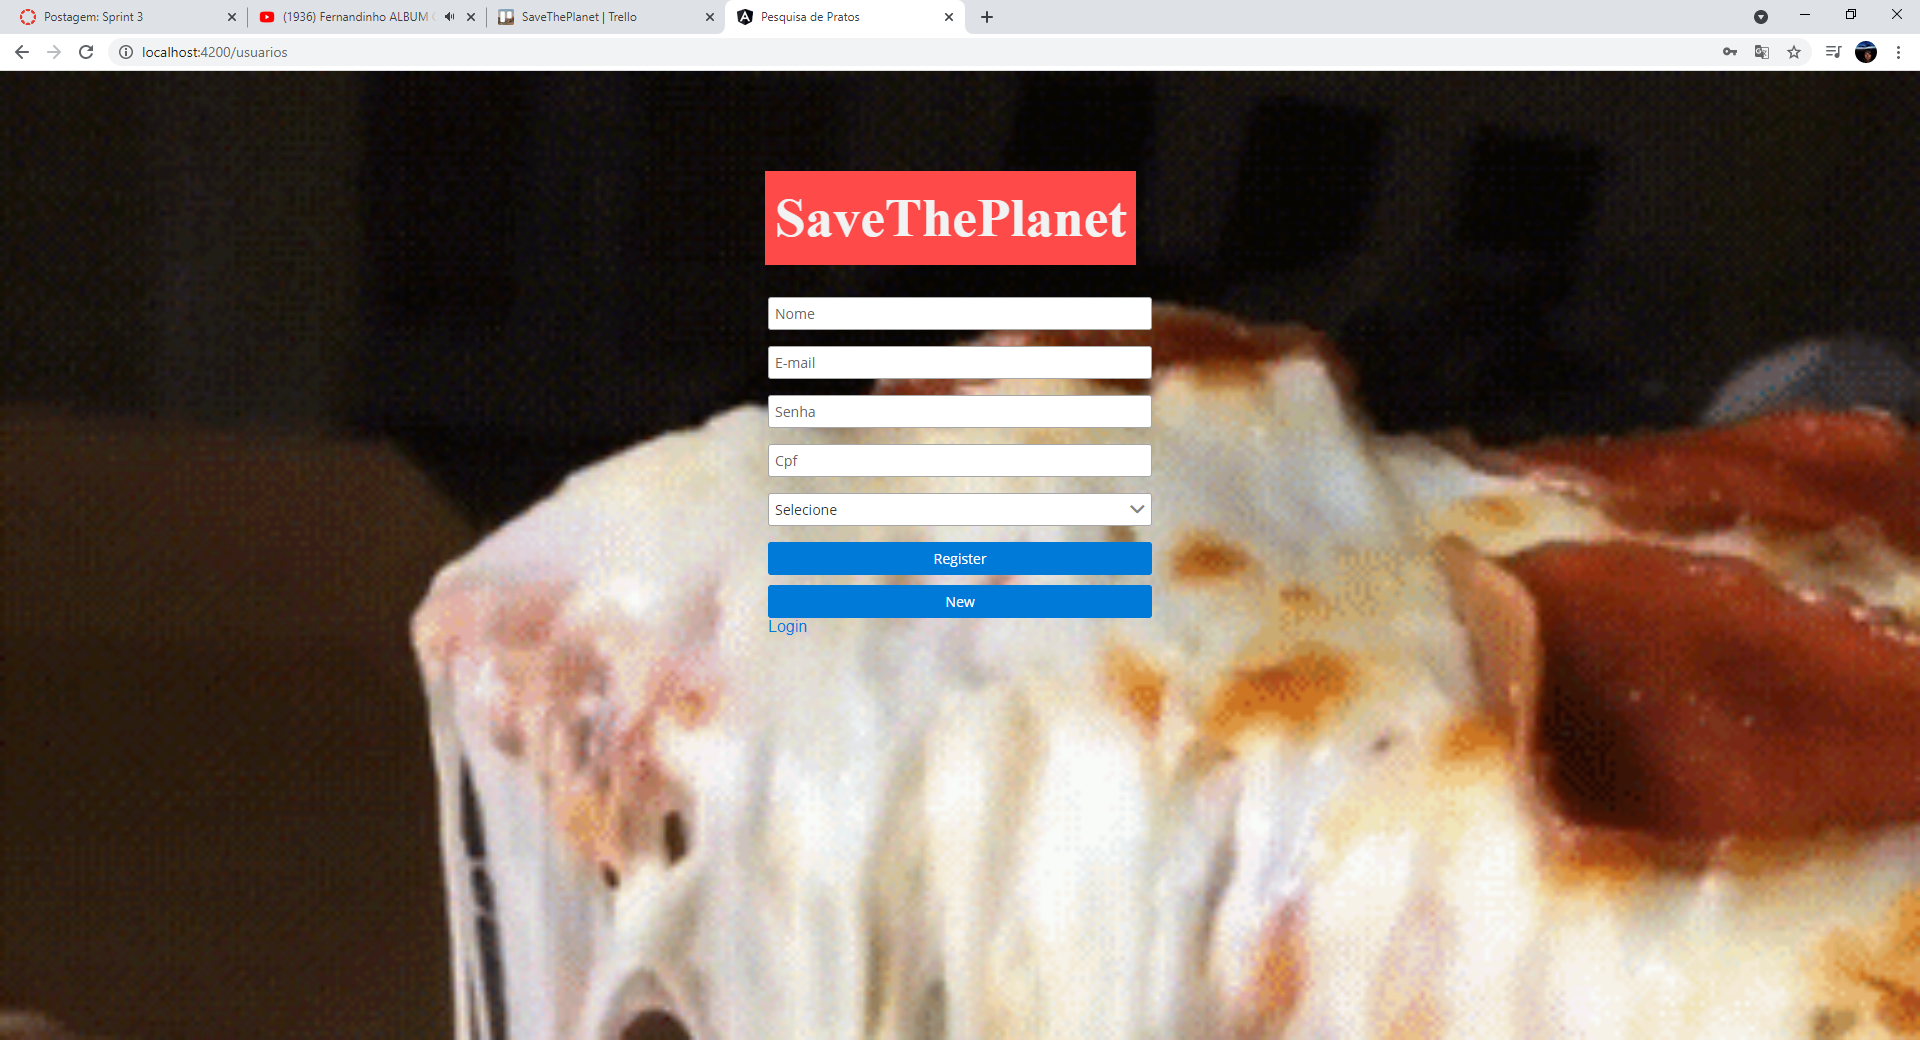 Postagem: Sprint 3
(1936) Fernandinho ALBUM
SaveThePlanet | Trello
Pesquisa de Pratos
localhost:4200/usuarios
SaveThePlanet
Nome
E-mail
Senha
Cpf
Selecione
Register
New
Login